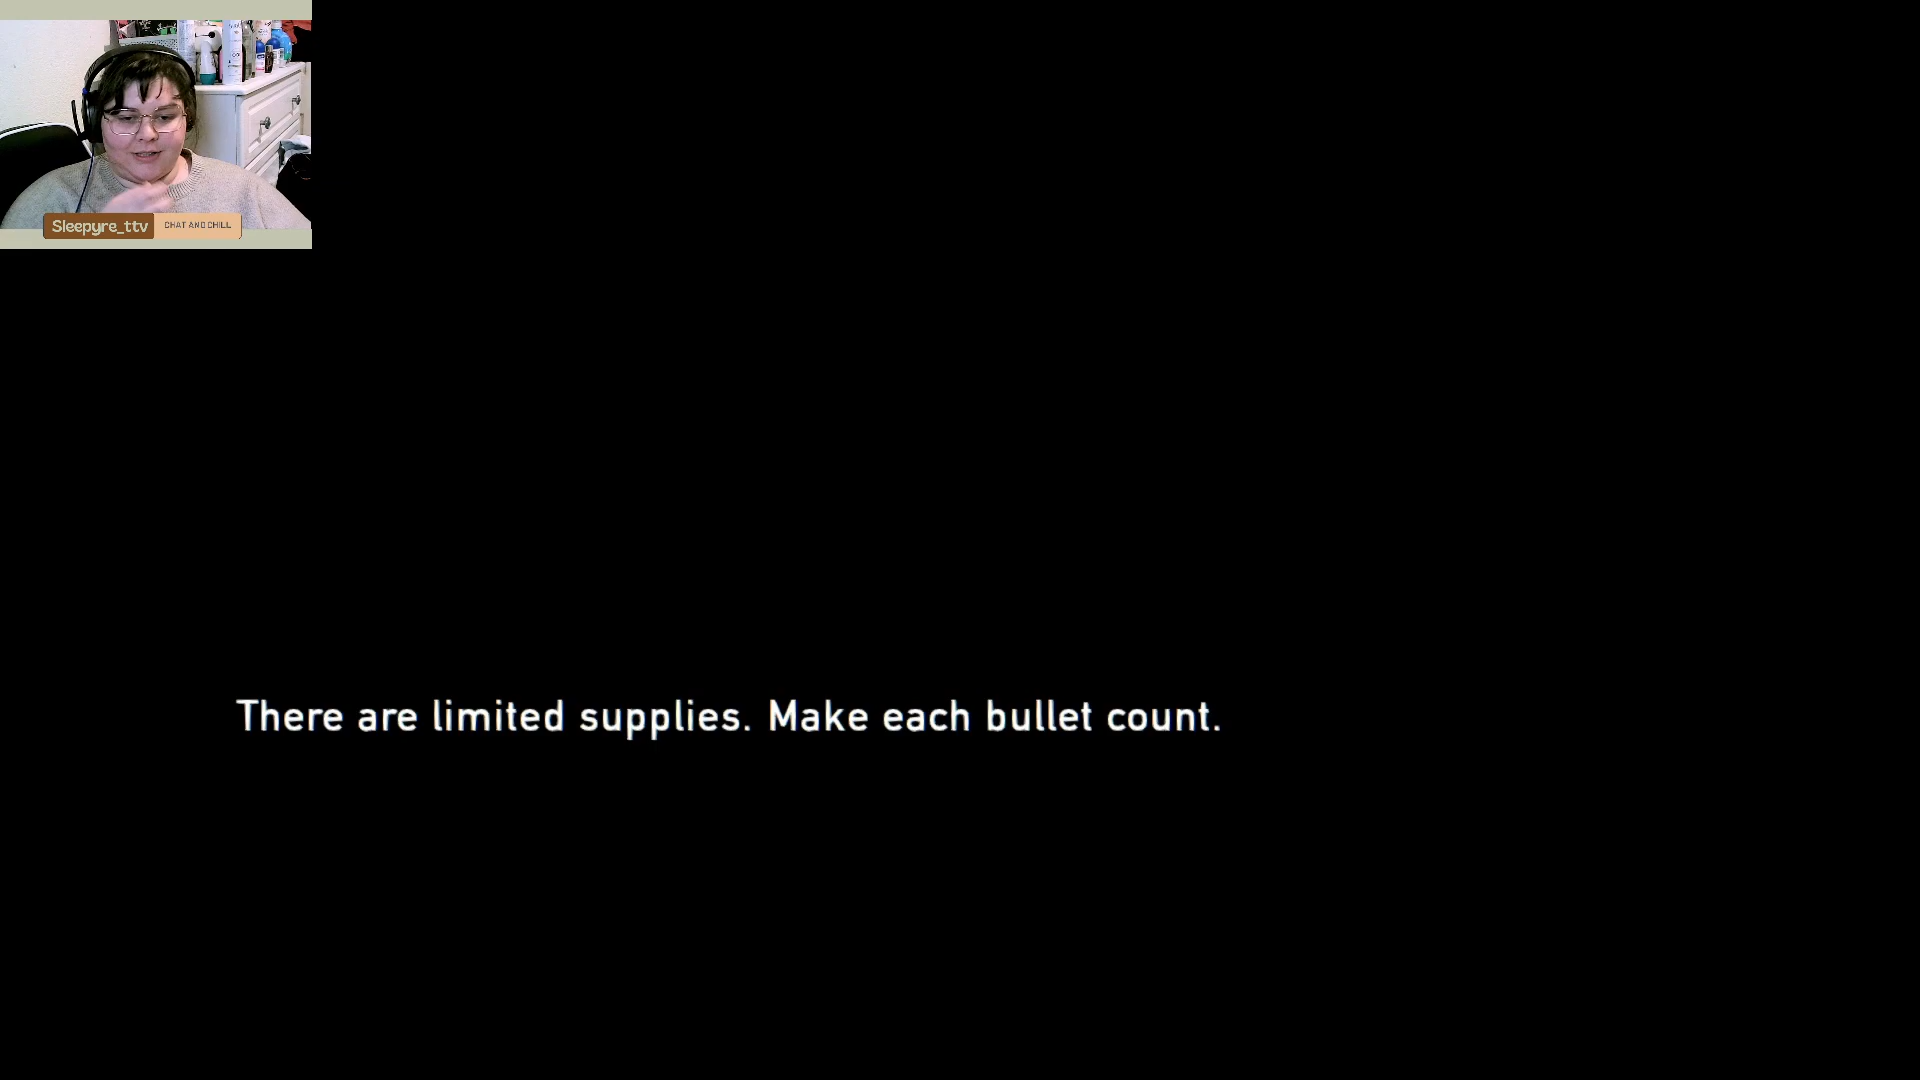 Sleepyre_ttv
CHAT AND CHILL
There are limited supplies. Make each bullet count.